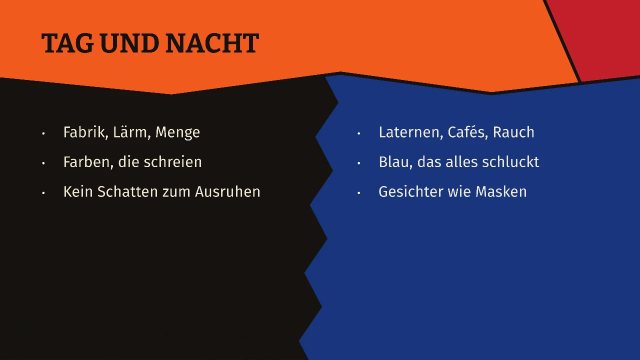 TAG UND NACHT
· Fabrik, Lärm, Menge
· Farben, die schreien
· Kein Schatten zum Ausruhen
· Laternen, Cafés, Rauch
· Blau, das alles schluckt
· Gesichter wie Masken